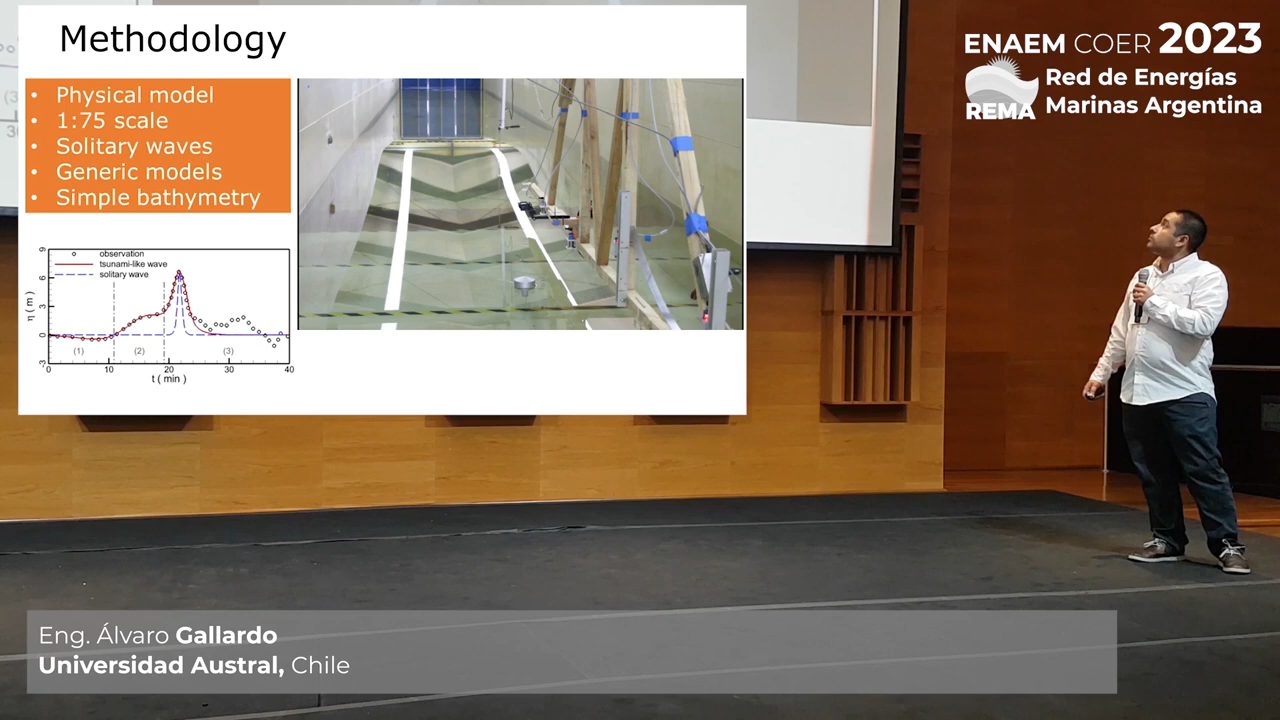 Methodology
• Physical model
• 1:75 scale
• Solitary waves
• Generic models
• Simple bathymetry
observation
tsunami-like wave
solitary wave
η ( m )
9
6
3
0
-3
(1)
(2)
(3)
0
10
20
30
40
t ( min )
ENAEM COER 2023
REMA
Red de Energías
Marinas Argentina
Eng. Álvaro Gallardo
Universidad Austral, Chile